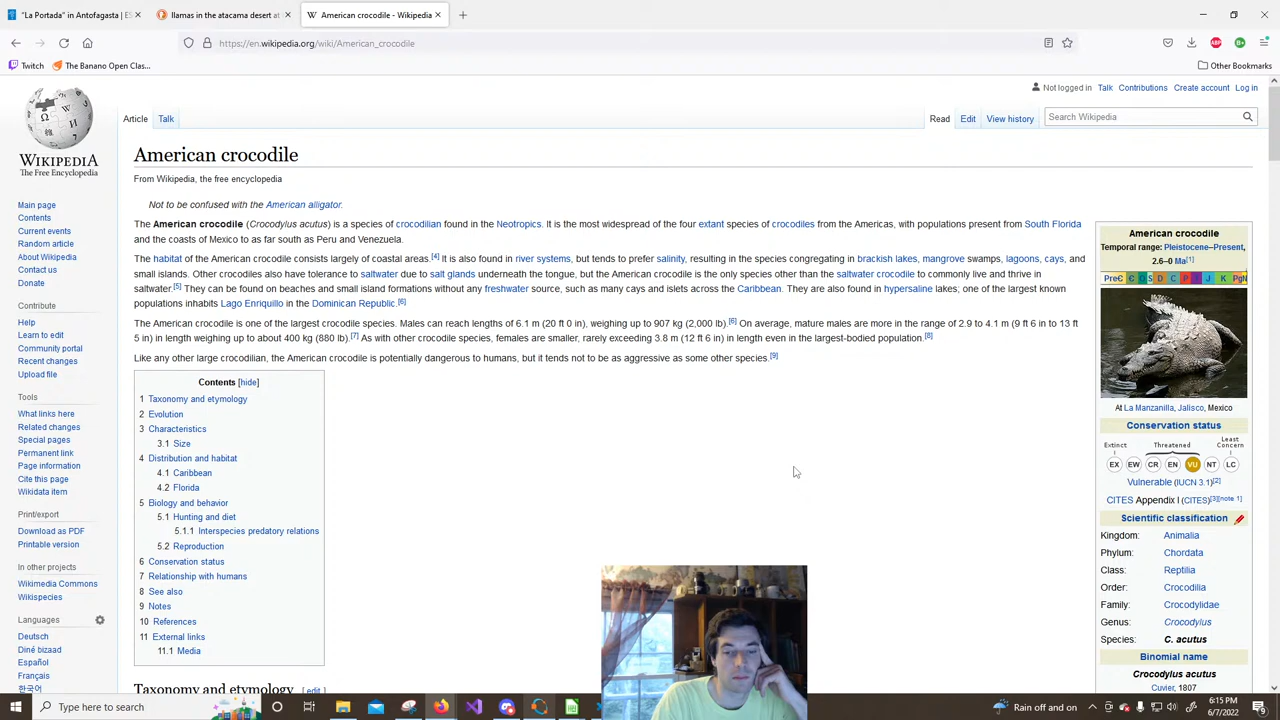 "La Portada" in Antofagasta | ES
llamas in the atacama desert at
American crocodile - Wikipedia
https://en.wikipedia.org/wiki/American_crocodile
Twitch
The Banano Open Clas...
Other Bookmarks
Not logged in Talk Contributions Create account Log in
Article Talk
Read Edit View history
Search Wikipedia
WIKIPEDIA
The Free Encyclopedia
Main page
Contents
Current events
Random article
About Wikipedia
Contact us
Donate
Contribute
Help
Learn to edit
Community portal
Recent changes
Upload file
Tools
What links here
Related changes
Special pages
Permanent link
Page information
Cite this page
Wikidata item
Print/export
Download as PDF
Printable version
In other projects
Wikimedia Commons
Wikispecies
Languages
Deutsch
Diné bizaad
Español
Français
한국어
American crocodile
From Wikipedia, the free encyclopedia
Not to be confused with the American alligator.
The American crocodile (Crocodylus acutus) is a species of crocodilian found in the Neotropics. It is the most widespread of the four extant species of crocodiles from the Americas, with populations present from South Florida
and the coasts of Mexico to as far south as Peru and Venezuela.
The habitat of the American crocodile consists largely of coastal areas.[4] It is also found in river systems, but tends to prefer salinity, resulting in the species congregating in brackish lakes, mangrove swamps, lagoons, cays, and
small islands. Other crocodiles also have tolerance to saltwater due to salt glands underneath the tongue, but the American crocodile is the only species other than the saltwater crocodile to commonly live and thrive in
saltwater.[5] They can be found on beaches and small island formations without any freshwater source, such as many cays and islets across the Caribbean. They are also found in hypersaline lakes; one of the largest known
populations inhabits Lago Enriquillo in the Dominican Republic.[6]
The American crocodile is one of the largest crocodile species. Males can reach lengths of 6.1 m (20 ft 0 in), weighing up to 907 kg (2,000 lb).[6] On average, mature males are more in the range of 2.9 to 4.1 m (9 ft 6 in to 13 ft
5 in) in length weighing up to about 400 kg (880 lb).[7] As with other crocodile species, females are smaller, rarely exceeding 3.8 m (12 ft 6 in) in length even in the largest-bodied population.[8]
Like any other large crocodilian, the American crocodile is potentially dangerous to humans, but it tends not to be as aggressive as some other species.[9]
Contents [hide]
1 Taxonomy and etymology
2 Evolution
3 Characteristics
3.1 Size
4 Distribution and habitat
4.1 Caribbean
4.2 Florida
5 Biology and behavior
5.1 Hunting and diet
5.1.1 Interspecies predatory relations
5.2 Reproduction
6 Conservation status
7 Relationship with humans
8 See also
9 Notes
10 References
11 External links
11.1 Media
Taxonomy and etymology [edit]
American crocodile
Temporal range: Pleistocene–Present,
2.6–0 Ma[1]
PreꞒ Ꞓ O S D C P T J K PgN
At La Manzanilla, Jalisco, Mexico
Conservation status
Extinct Threatened Least Concern
EX EW CR EN VU NT LC
Vulnerable (IUCN 3.1)[2]
CITES Appendix I (CITES)[3][note 1]
Scientific classification
Kingdom: Animalia
Phylum: Chordata
Class: Reptilia
Order: Crocodilia
Family: Crocodylidae
Genus: Crocodylus
Species: C. acutus
Binomial name
Crocodylus acutus
Cuvier, 1807
Type here to search
Rain off and on
6:15 PM
6/7/2022